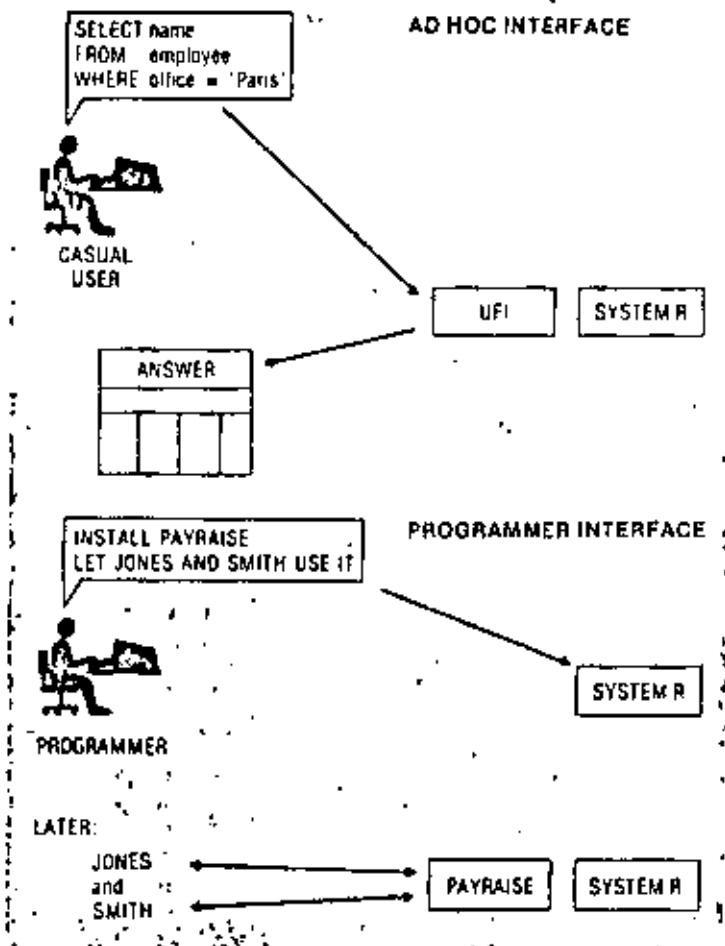 AD HOC INTERFACE
SELECT name
FROM employee
WHERE office = 'Paris'
CASUAL
USER
UFI
SYSTEM R
ANSWER
PROGRAMMER INTERFACE
INSTALL PAYRAISE
LET JONES AND SMITH USE IT
SYSTEM R
PROGRAMMER
LATER:
JONES
and
SMITH
PAYRAISE
SYSTEM R